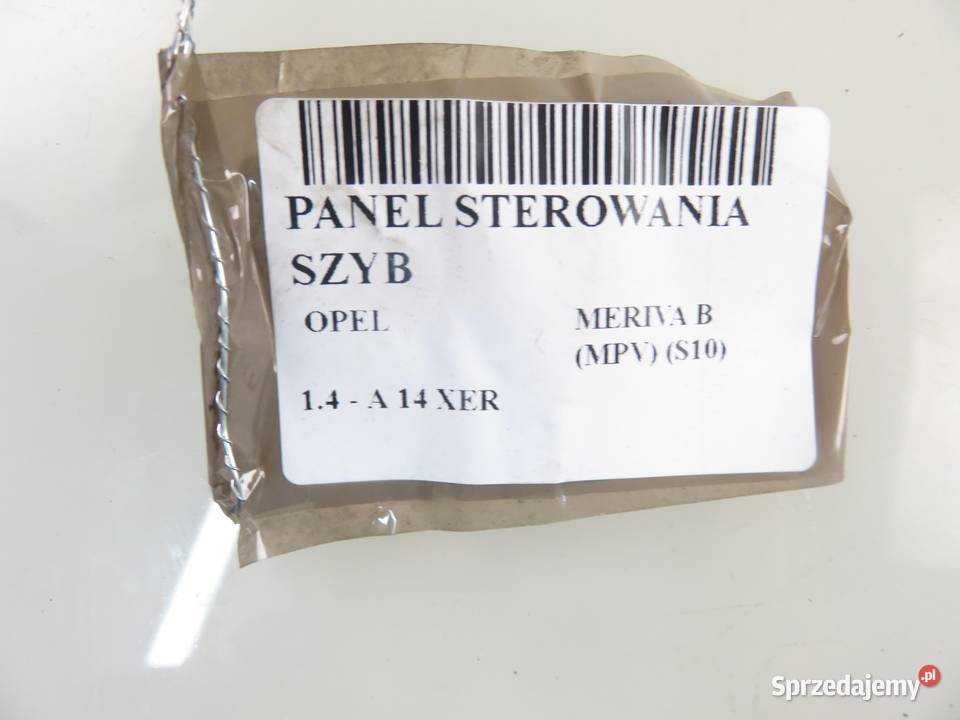 PANEL STEROWANIA
SZYB
OPEL
MERIVA B
(MPV) (S10)
1.4 - A 14 XER
Sprzedajemy.pl